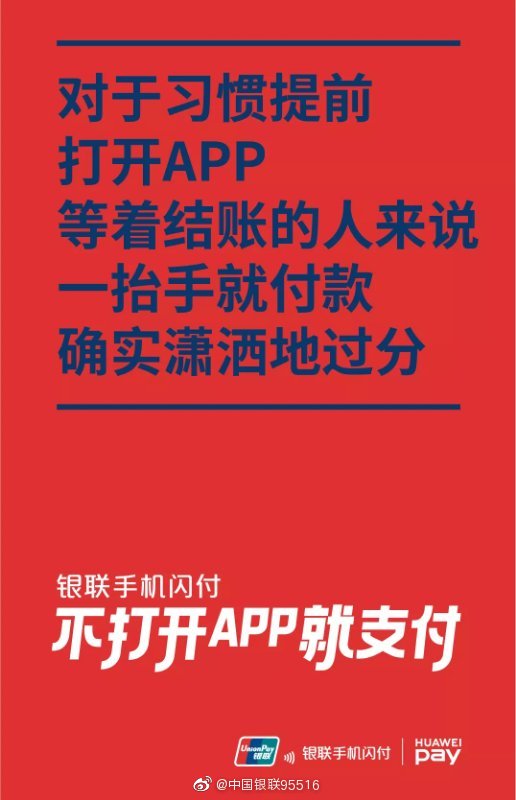 对于习惯提前
打开APP
等着结账的人来说
一抬手就付款
确实潇洒地过分
银联手机闪付
不打开APP就支付
UnionPay
银联
银联手机闪付
HUAWEI
pay
@中国银联95516